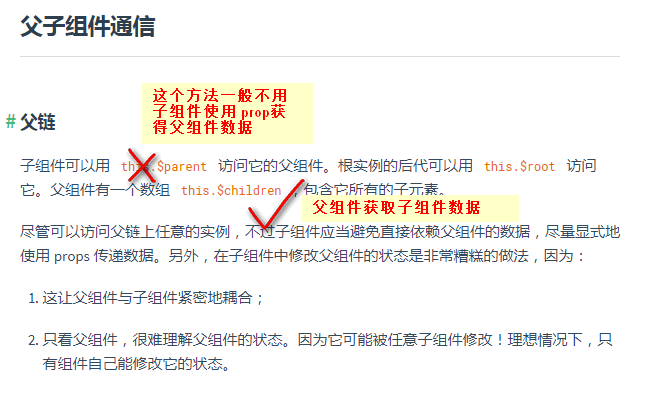 父子组件通信
这个方法一般不用
子组件使用 prop获
得父组件数据
# 父链
子组件可以用 this.$parent 访问它的父组件。根实例的后代可以用 this.$root 访问
它。父组件有一个数组 this.$children ，包含它所有的子元素。
父组件获取子组件数据
尽管可以访问父链上任意的实例，不过子组件应当避免直接依赖父组件的数据，尽量显式地
使用 props 传递数据。另外，在子组件中修改父组件的状态是非常糟糕的做法，因为：
1. 这让父组件与子组件紧密地耦合；
2. 只看父组件，很难理解父组件的状态。因为它可能被任意子组件修改！理想情况下，只
有组件自己能修改它的状态。